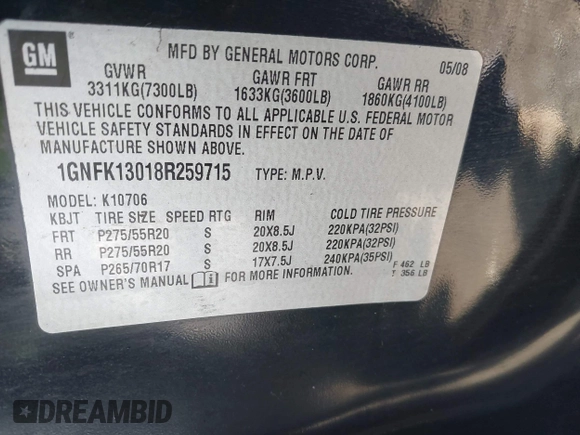 GM
MFD BY GENERAL MOTORS CORP. 05/08
GVWR GAWR FRT GAWR RR
3311KG(7300LB) 1633KG(3600LB) 1860KG(4100LB)
THIS VEHICLE CONFORMS TO ALL APPLICABLE U.S. FEDERAL MOTOR
VEHICLE SAFETY STANDARDS IN EFFECT ON THE DATE OF
MANUFACTURE SHOWN ABOVE.
1GNFK13018R259715 TYPE: M.P.V.
MODEL: K10706
KBJT TIRE SIZE SPEED RTG RIM COLD TIRE PRESSURE
FRT P275/55R20 S 20X8.5J 220KPA(32PSI)
RR P275/55R20 S 20X8.5J 220KPA(32PSI)
SPA P265/70R17 S 17X7.5J 240KPA(35PSI)
F 462 LB
SEE OWNER'S MANUAL FOR MORE INFORMATION T 356 LB
DREAMBID